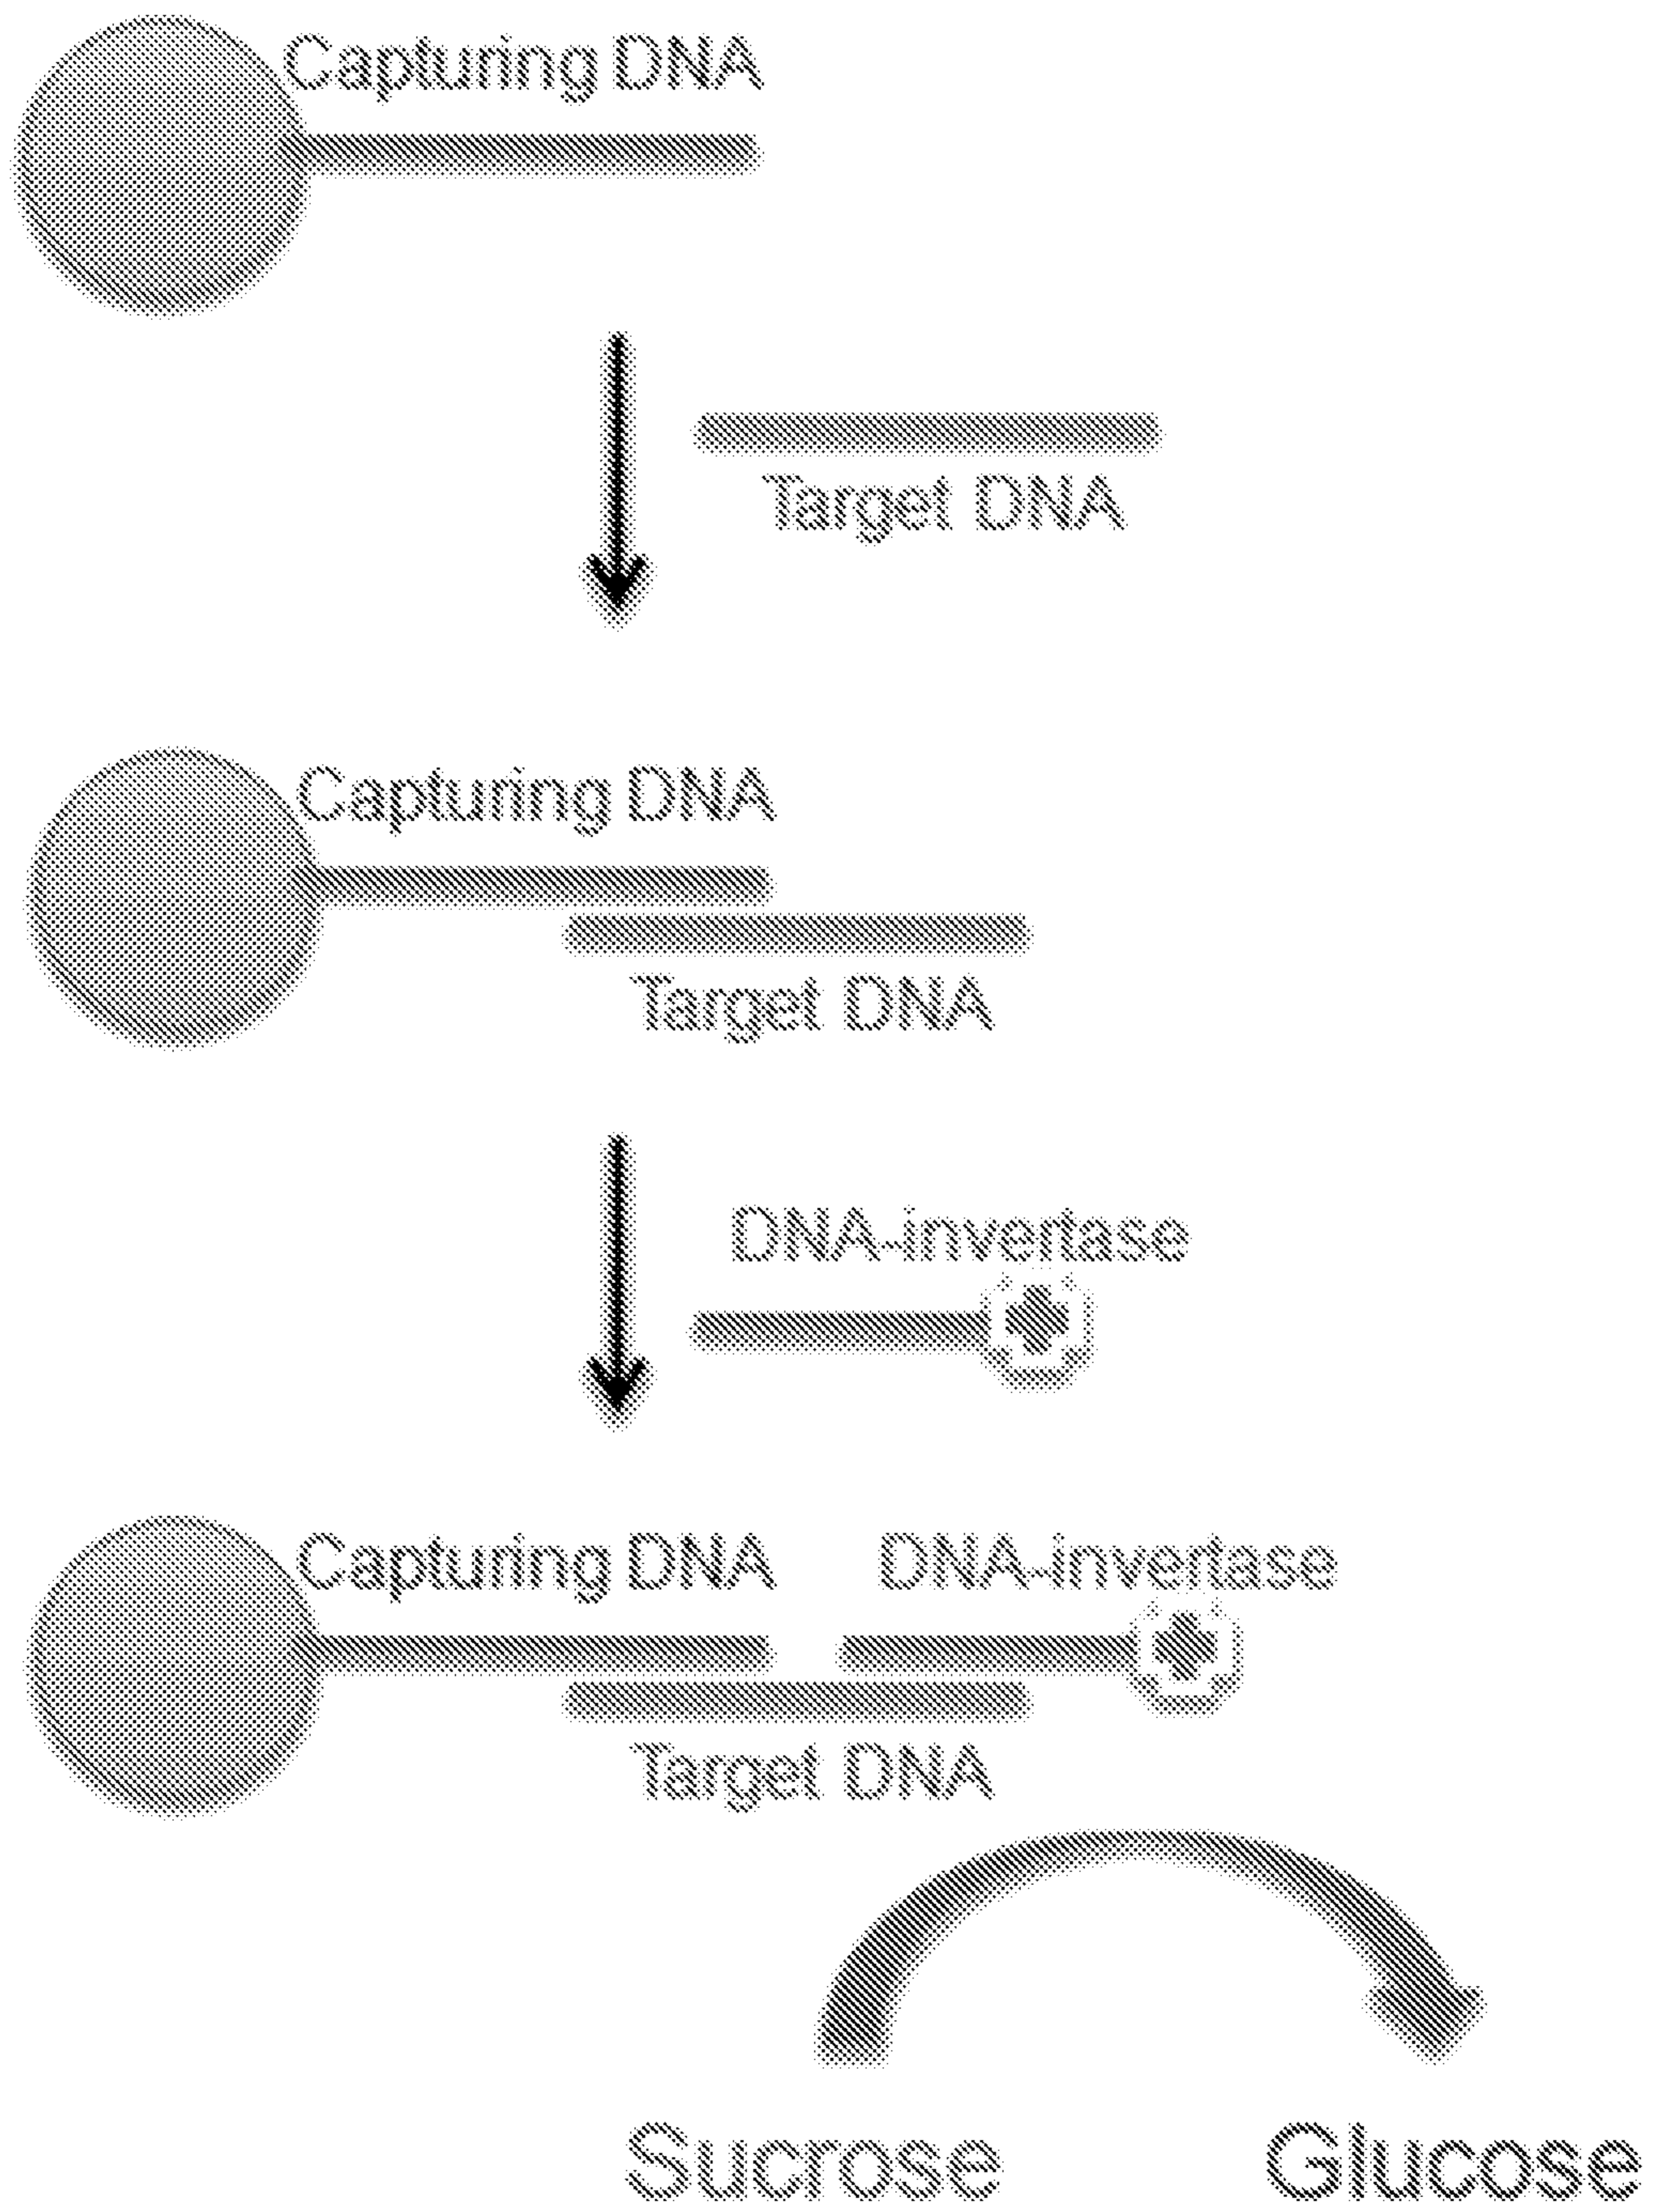 Capturing DNA
Target DNA
Capturing DNA
Target DNA
DNA-invertase
Capturing DNA DNA-invertase
Target DNA
Sucrose Glucose